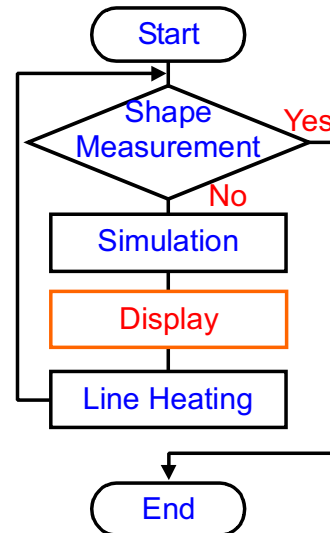 Start
Shape
Measurement
Yes
No
Simulation
Display
Line Heating
End